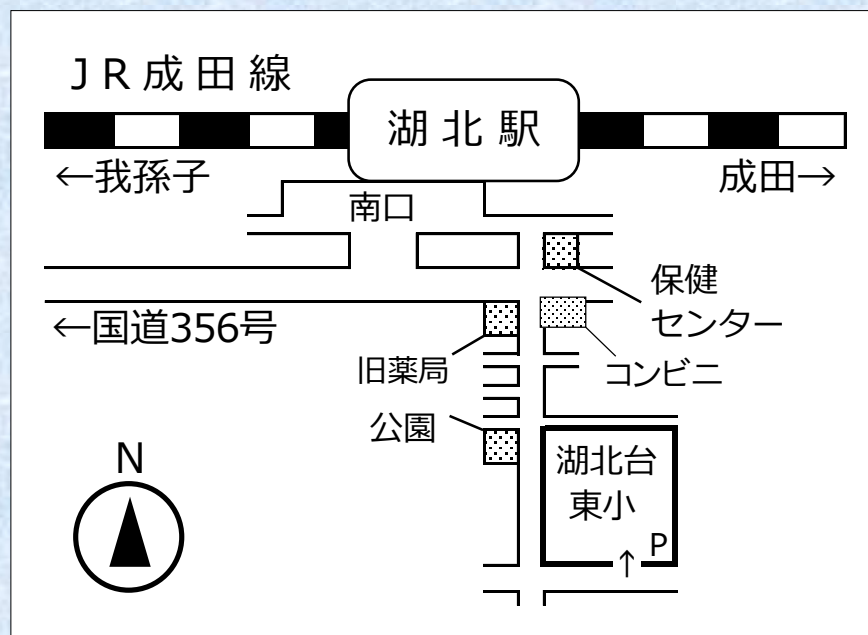 JR成田線
湖北駅
←我孫子
成田→
南口
保健
センター
←国道356号
旧薬局
コンビニ
公園
N
湖北台
東小
P
↑